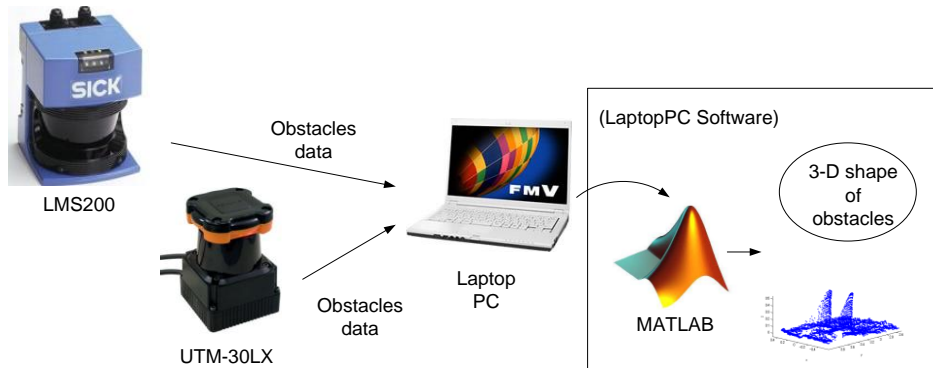 SICK
LMS200
Obstacles
data
UTM-30LX
Obstacles
data
FMV
Laptop
PC
(LaptopPC Software)
MATLAB
3-D shape
of
obstacles